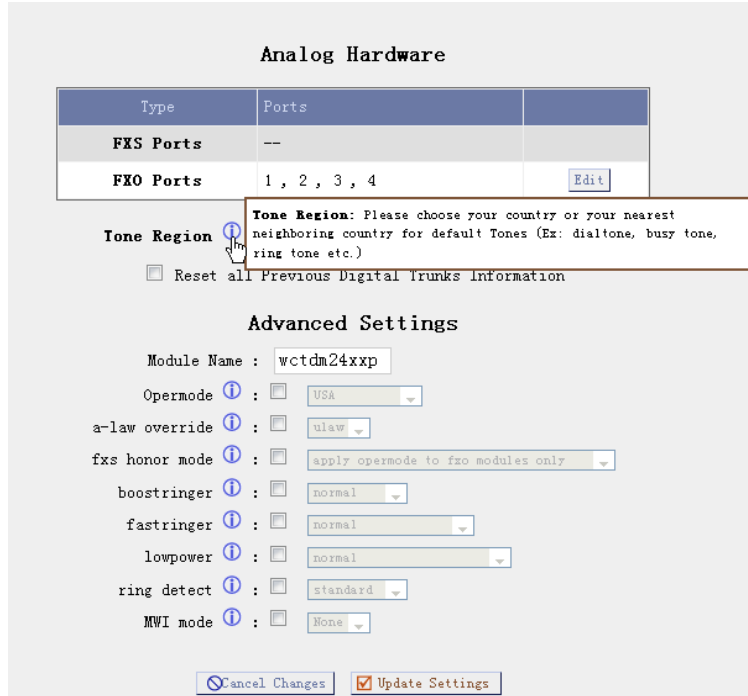 Analog Hardware
Type Ports
FXS Ports --
FXO Ports 1 , 2 , 3 , 4 Edit
Tone Region
Tone Region: Please choose your country or your nearest
neighboring country for default Tones (Ex: dialtone, busy tone,
ring tone etc.)
Reset all Previous Digital Trunks Information
Advanced Settings
Module Name : wctdm24xxp
Opermode : USA
a-law override : ulaw
fxs honor mode : apply opermode to fxo modules only
boostringer : normal
fastringer : normal
lowpower : normal
ring detect : standard
MWI mode : None
Cancel Changes Update Settings